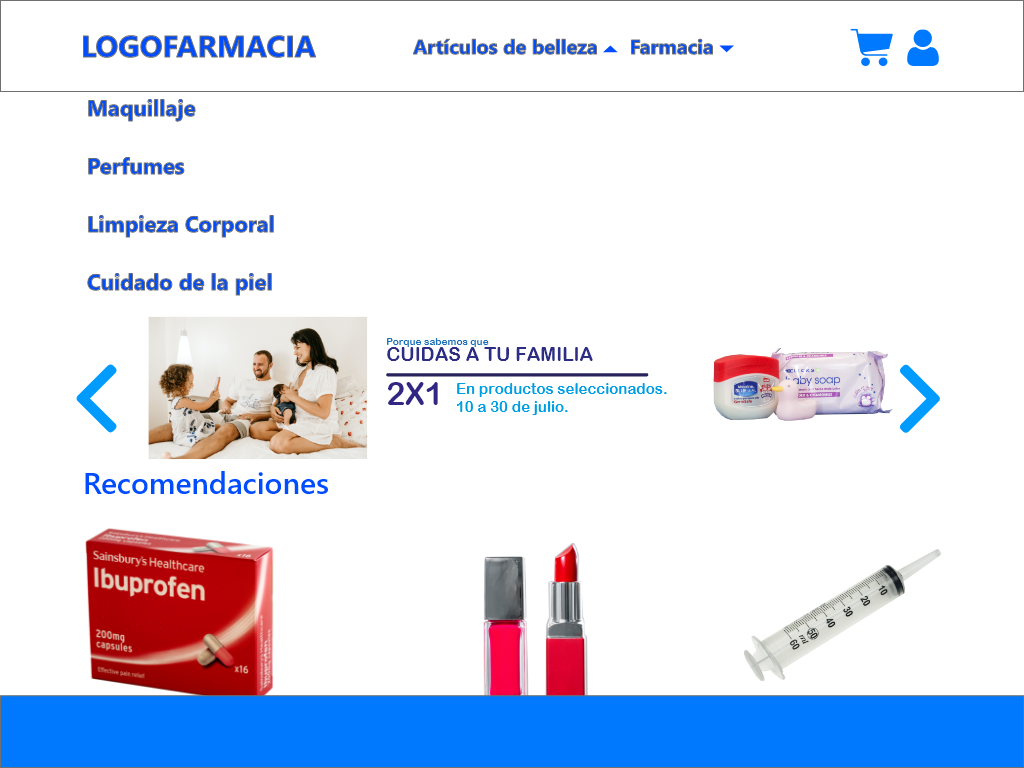 LOGOFARMACIA
Artículos de belleza
Farmacia
Maquillaje
Perfumes
Limpieza Corporal
Cuidado de la piel
Porque sabemos que
CUIDAS A TU FAMILIA
2X1
En productos seleccionados.
10 a 30 de julio.
baby soap
Recomendaciones
x16
Sainsbury's Healthcare
Ibuprofen
200mg
capsules
x16
Effective pain relief
10
20
30
40
50
60
ml